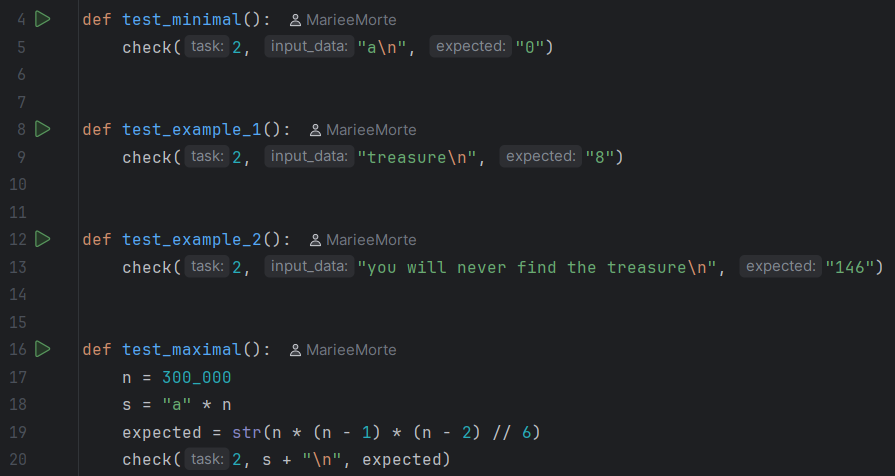 4 def test_minimal(): MarieeMorte
5 check( task: 2, input_data: "a\n", expected: "0")
6
7
8 def test_example_1(): MarieeMorte
9 check( task: 2, input_data: "treasure\n", expected: "8")
10
11
12 def test_example_2(): MarieeMorte
13 check( task: 2, input_data: "you will never find the treasure\n", expected: "146")
14
15
16 def test_maximal(): MarieeMorte
17 n = 300_000
18 s = "a" * n
19 expected = str(n * (n - 1) * (n - 2) // 6)
20 check( task: 2, s + "\n", expected)